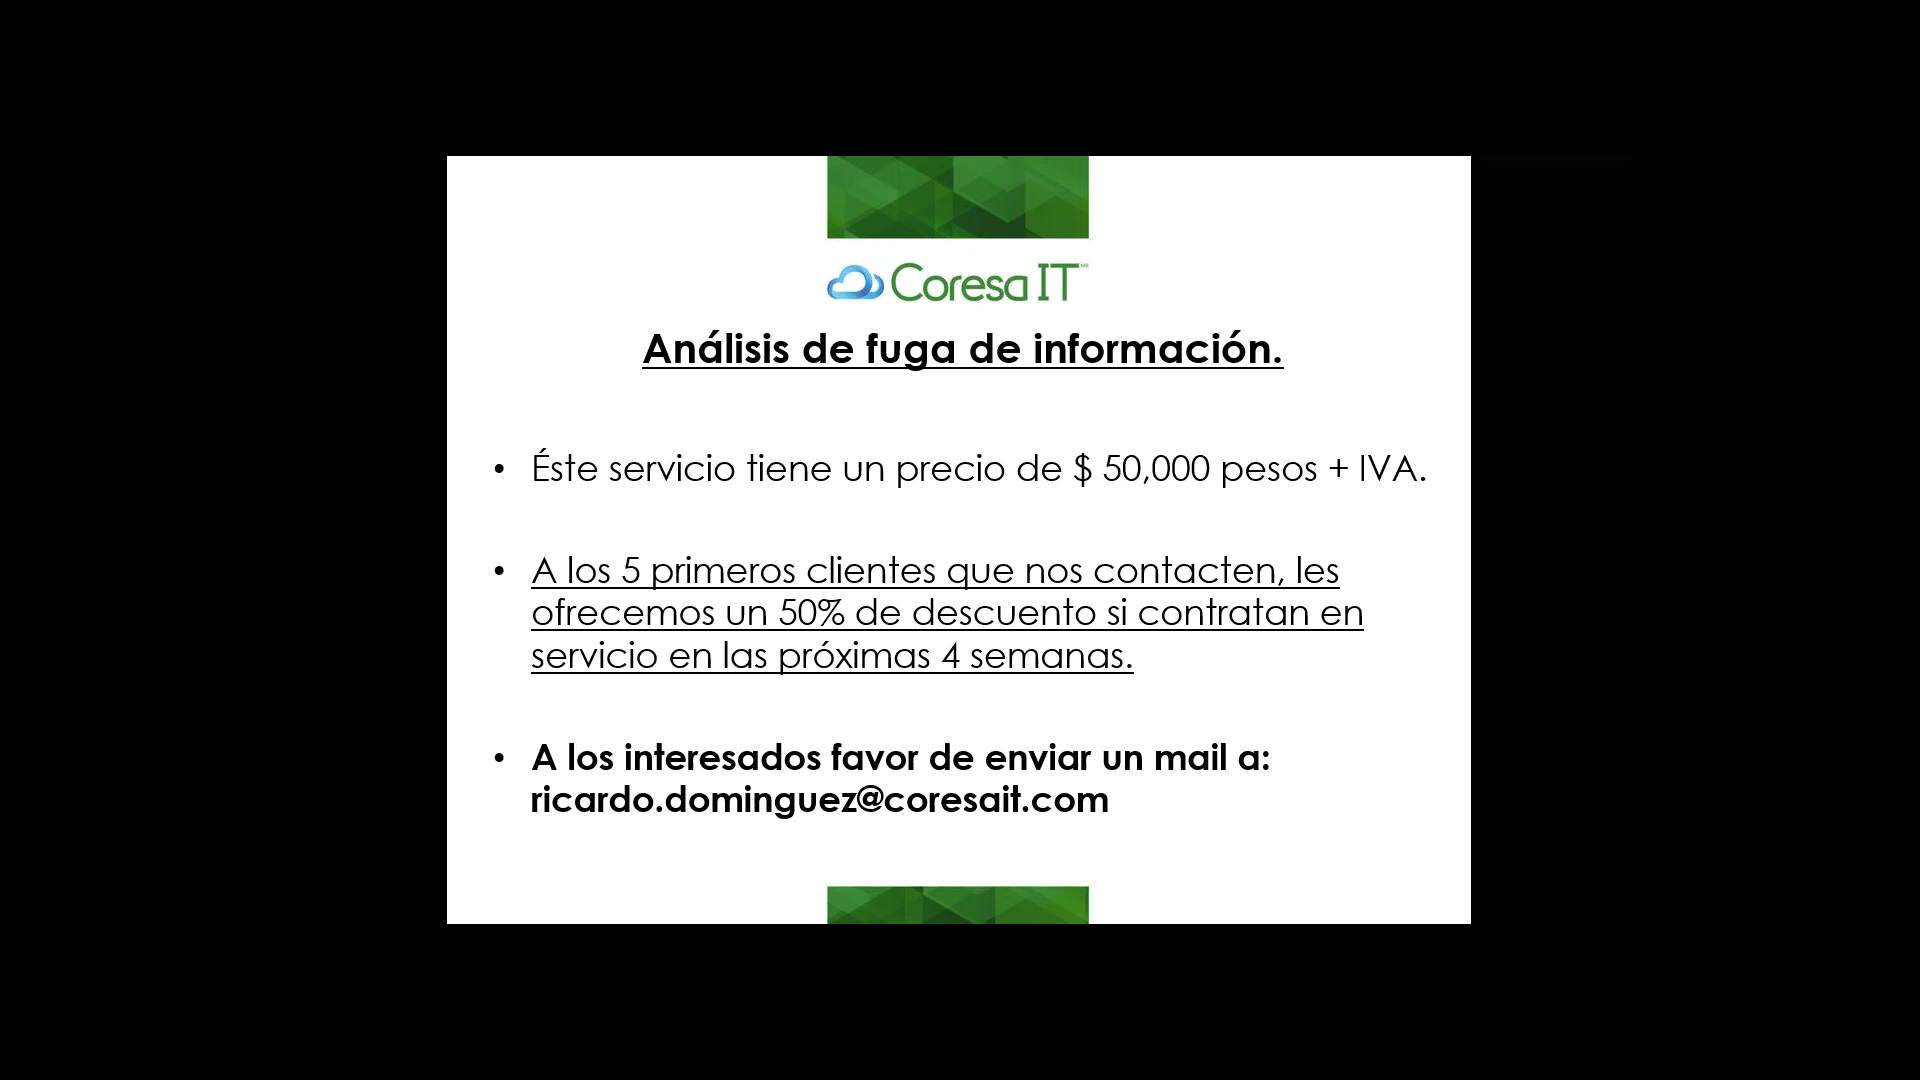 Coresa IT
Análisis de fuga de información.
• Éste servicio tiene un precio de $ 50,000 pesos + IVA.
• A los 5 primeros clientes que nos contacten, les
ofrecemos un 50% de descuento si contratan en
servicio en las próximas 4 semanas.
• A los interesados favor de enviar un mail a:
ricardo.dominguez@coresait.com